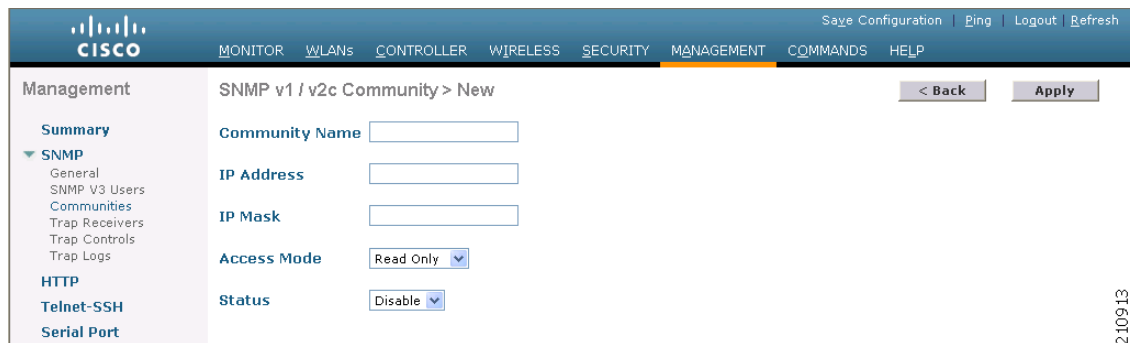 Save Configuration | Ping | Logout | Refresh
CISCO
MONITOR WLANs CONTROLLER WIRELESS SECURITY MANAGEMENT COMMANDS HELP
Management
SNMP v1 / v2c Community > New
< Back
Apply
Summary
SNMP
General
SNMP V3 Users
Communities
Trap Receivers
Trap Controls
Trap Logs
HTTP
Telnet-SSH
Serial Port
Community Name
IP Address
IP Mask
Access Mode Read Only
Status Disable
210913